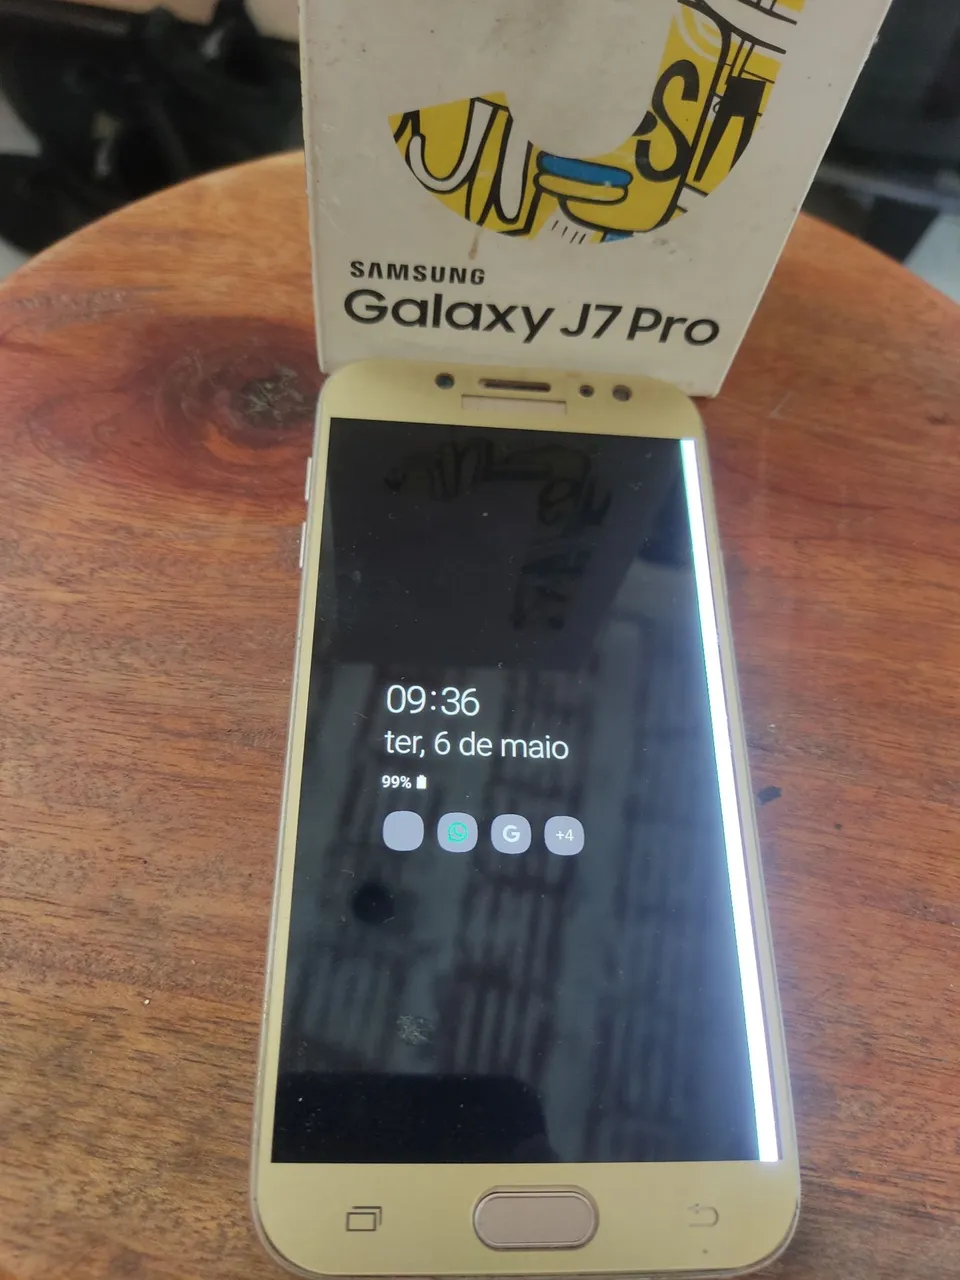 SAMSUNG
Galaxy J7 Pro
09:36
ter, 6 de maio
99%
G
+4